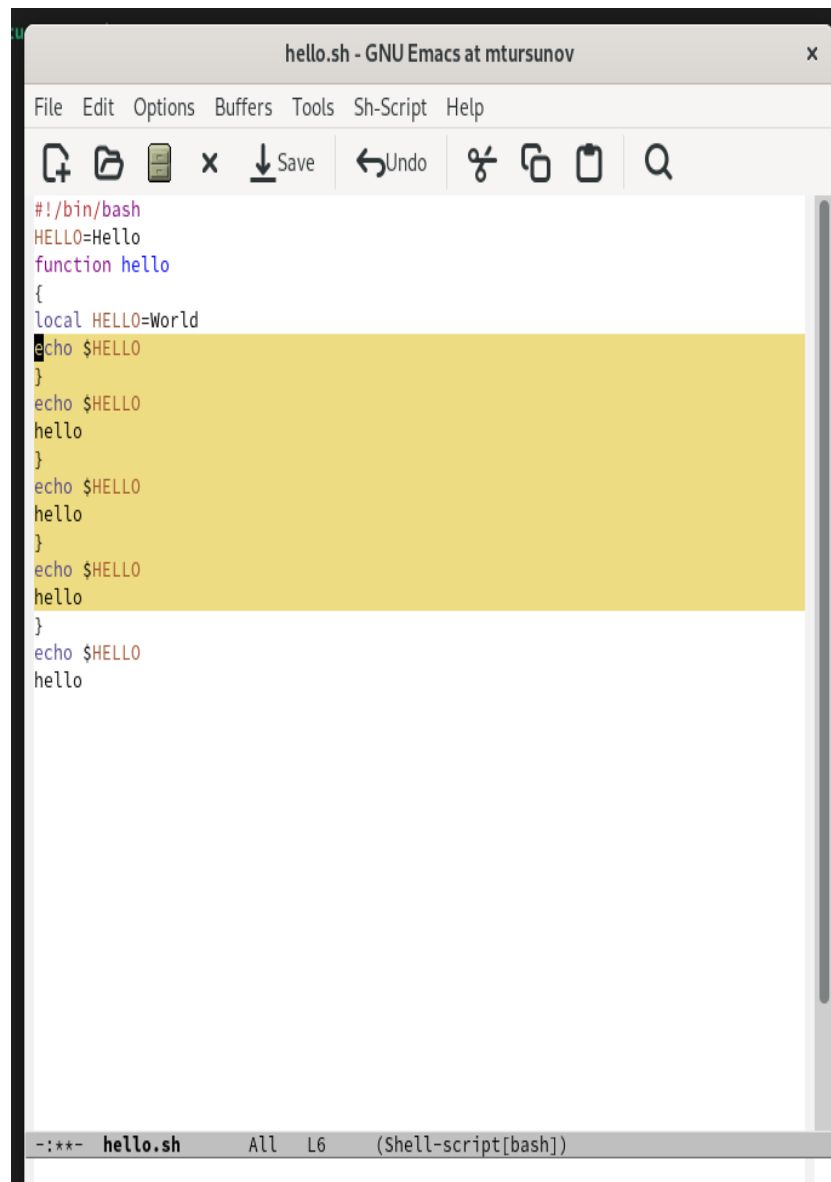 tu
hello.sh - GNU Emacs at mtursunov x
File Edit Options Buffers Tools Sh-Script Help
Save Undo
#!/bin/bash
HELLO=Hello
function hello
{
local HELLO=World
echo $HELLO
}
echo $HELLO
hello
}
echo $HELLO
hello
}
echo $HELLO
hello
}
echo $HELLO
hello
-:**- hello.sh All L6 (Shell-script[bash])